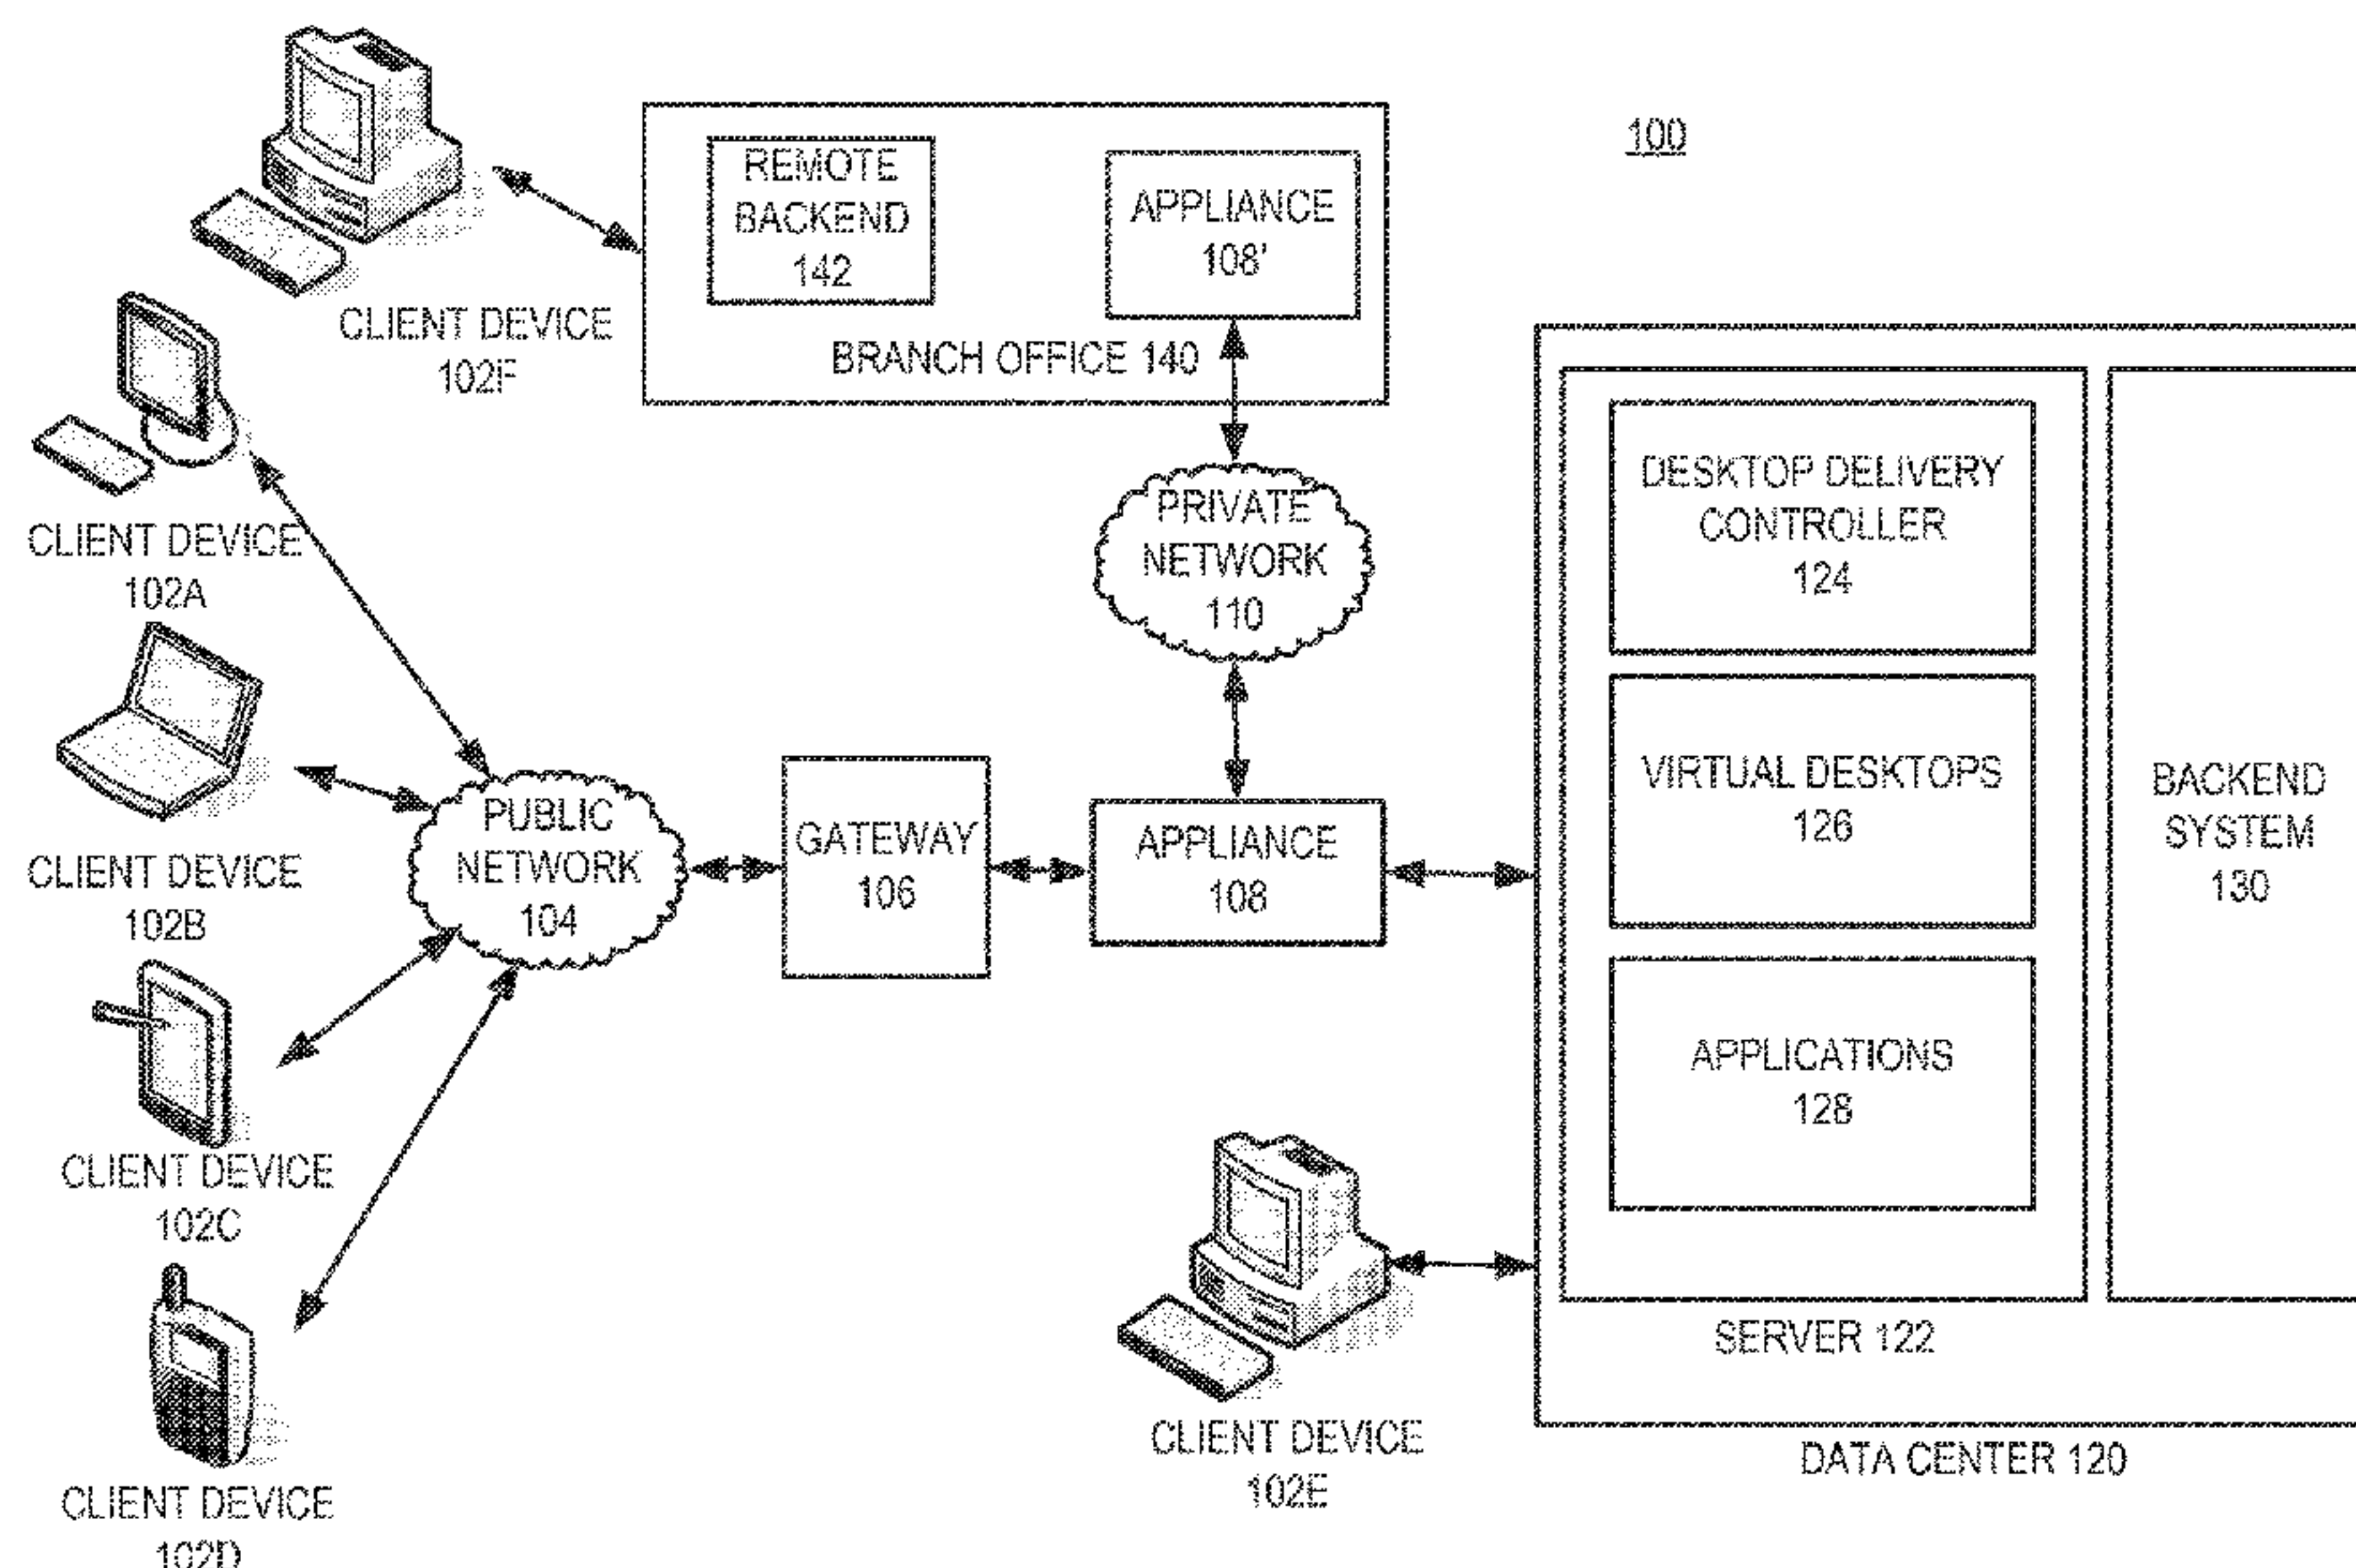 100
REMOTE
BACKEND
142
APPLIANCE
108'
BRANCH OFFICE 140
CLIENT DEVICE
102F
CLIENT DEVICE
102A
PRIVATE
NETWORK
110
DESKTOP DELIVERY
CONTROLLER
124
VIRTUAL DESKTOPS
126
APPLICATIONS
128
SERVER 122
BACKEND
SYSTEM
130
DATA CENTER 120
CLIENT DEVICE
102B
PUBLIC
NETWORK
104
GATEWAY
106
APPLIANCE
108
CLIENT DEVICE
102C
CLIENT DEVICE
102D
CLIENT DEVICE
102E